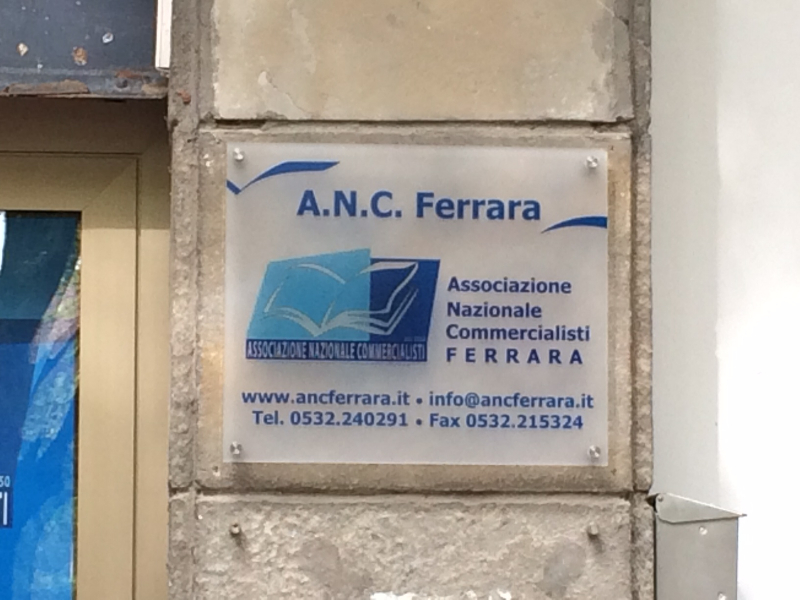 A.N.C. Ferrara
Associazione
Nazionale
Commercialisti
FERRARA
ASSOCIAZIONE NAZIONALE COMMERCIALISTI
www.ancferrara.it • info@ancferrara.it
Tel. 0532.240291 • Fax 0532.215324